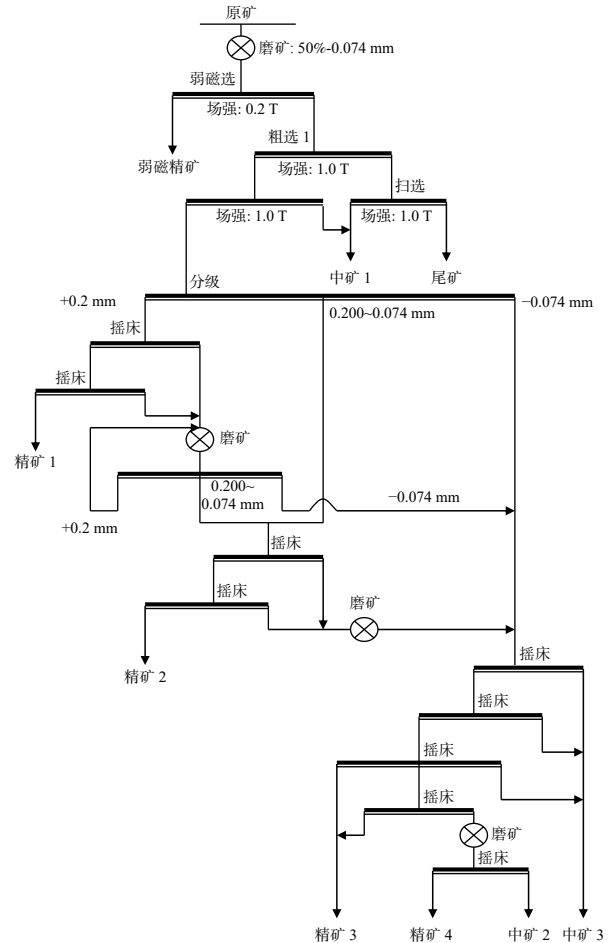 原矿
磨矿: 50%-0.074 mm
弱磁选
场强: 0.2 T
粗选 1
弱磁精矿
场强: 1.0 T
扫选
场强: 1.0 T
场强: 1.0 T
分级
中矿 1
尾矿
+0.2 mm
−0.074 mm
0.200~0.074 mm
摇床
摇床
磨矿
精矿 1
0.200~
0.074 mm
−0.074 mm
+0.2 mm
摇床
摇床
磨矿
精矿 2
摇床
摇床
摇床
摇床
磨矿
摇床
精矿 3
精矿 4
中矿 2
中矿 3